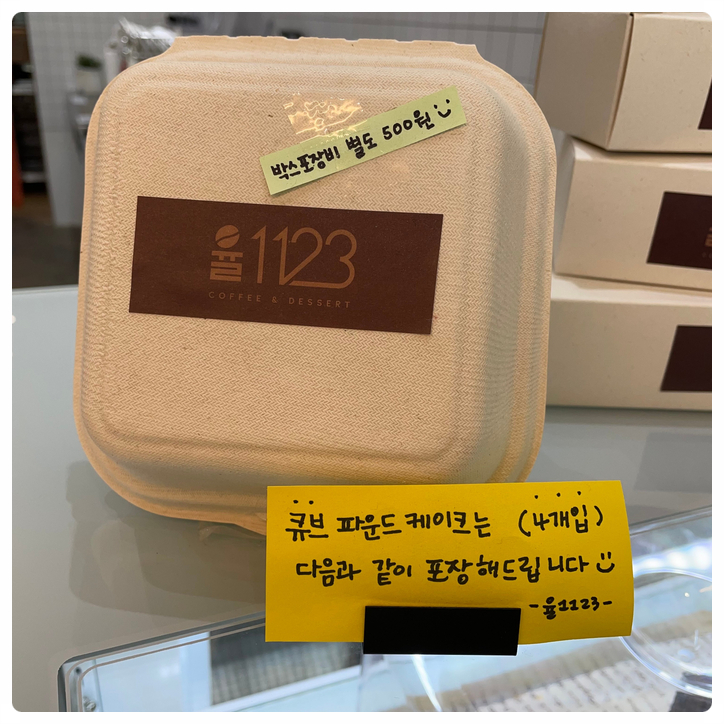 박스포장비 별도 500원
율1123
COFFEE & DESSERT
큐브 파운드케이크는 (4개입)
다음과 같이 포장해드립니다
-율1123-